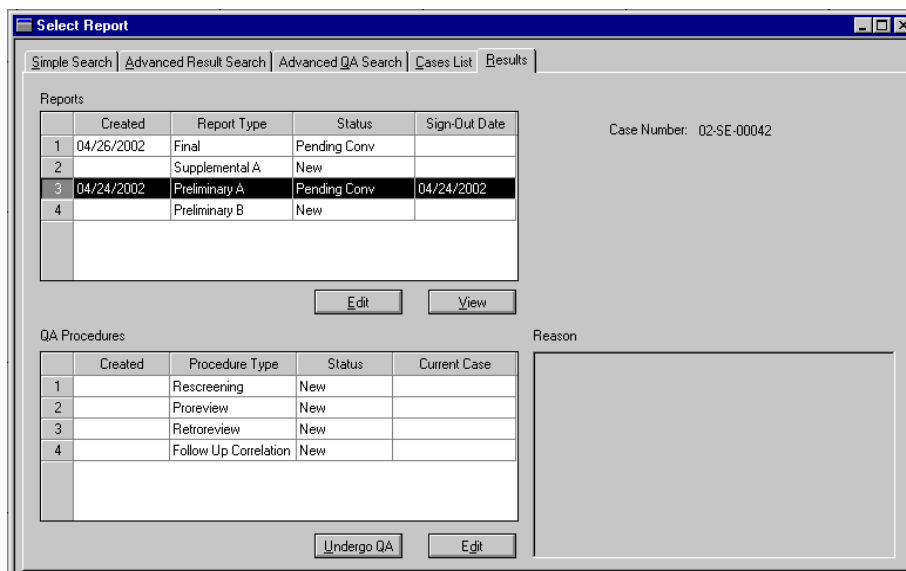 Select Report
Simple Search Advanced Result Search Advanced QA Search Cases List Results
Reports
Created Report Type Status Sign-Out Date
Case Number: 02-SE-00042
1 04/26/2002 Final Pending Conv
2 Supplemental A New
3 04/24/2002 Preliminary A Pending Conv 04/24/2002
4 Preliminary B New
Edit View
QA Procedures
Reason
Created Procedure Type Status Current Case
1 Rescreening New
2 Proreview New
3 Retroreview New
4 Follow Up Correlation New
Undergo QA Edit